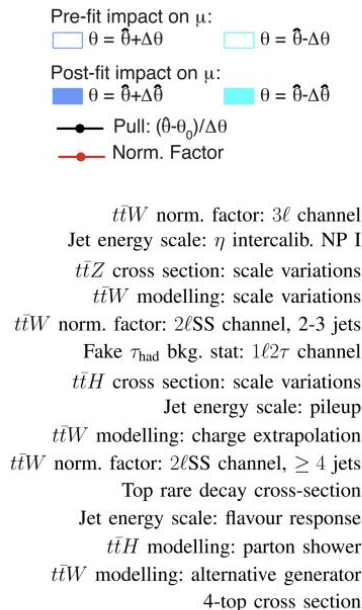 Pre-fit impact on μ:
θ = θ̂+Δθ θ = θ̂-Δθ
Post-fit impact on μ:
θ = θ̂+Δθ̂ θ = θ̂-Δθ̂
Pull: (θ̂-θ₀)/Δθ
Norm. Factor
tt̄W norm. factor: 3ℓ channel
Jet energy scale: η intercalib. NP I
tt̄Z cross section: scale variations
tt̄W modelling: scale variations
tt̄W norm. factor: 2ℓSS channel, 2-3 jets
Fake τhad bkg. stat: 1ℓ2τ channel
tt̄H cross section: scale variations
Jet energy scale: pileup
tt̄W modelling: charge extrapolation
tt̄W norm. factor: 2ℓSS channel, ≥ 4 jets
Top rare decay cross-section
Jet energy scale: flavour response
tt̄H modelling: parton shower
tt̄W modelling: alternative generator
4-top cross section